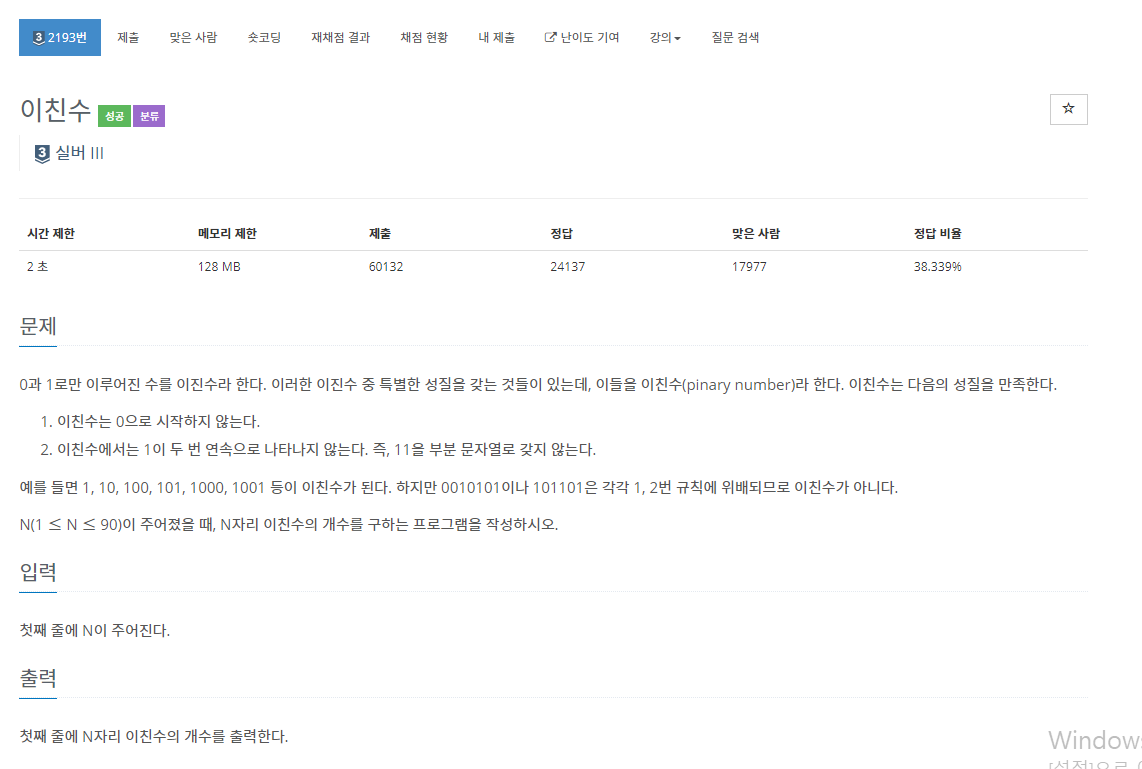 3 2193번 제출 맞은 사람 숏코딩 재채점 결과 채점 현황 내 제출 난이도 기여 강의 질문 검색
이친수 성공 분류
☆
3 실버 III
시간 제한 메모리 제한 제출 정답 맞은 사람 정답 비율
2 초 128 MB 60132 24137 17977 38.339%
문제
0과 1로만 이루어진 수를 이진수라 한다. 이러한 이진수 중 특별한 성질을 갖는 것들이 있는데, 이들을 이친수(pinary number)라 한다. 이친수는 다음의 성질을 만족한다.
1. 이친수는 0으로 시작하지 않는다.
2. 이친수에서는 1이 두 번 연속으로 나타나지 않는다. 즉, 11을 부분 문자열로 갖지 않는다.
예를 들면 1, 10, 100, 101, 1000, 1001 등이 이친수가 된다. 하지만 0010101이나 101101은 각각 1, 2번 규칙에 위배되므로 이친수가 아니다.
N(1 ≤ N ≤ 90)이 주어졌을 때, N자리 이친수의 개수를 구하는 프로그램을 작성하시오.
입력
첫째 줄에 N이 주어진다.
출력
첫째 줄에 N자리 이친수의 개수를 출력한다.
Windows